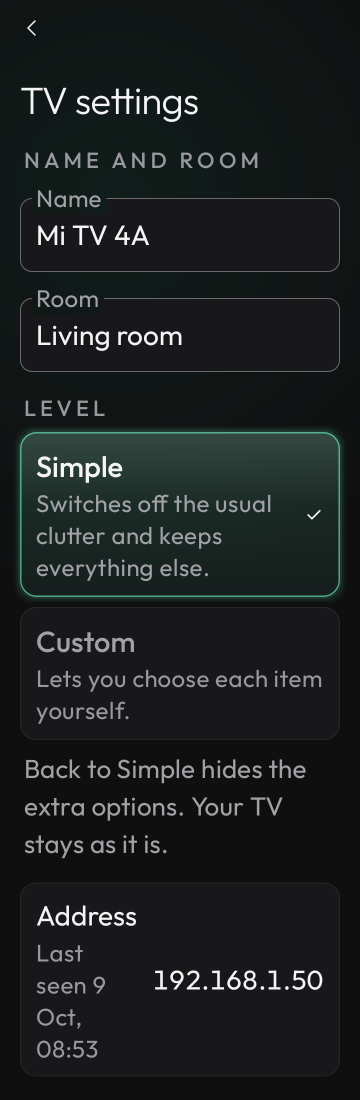 TV settings
NAME AND ROOM
Name
Mi TV 4A
Room
Living room
LEVEL
Simple
Switches off the usual
clutter and keeps
everything else.
Custom
Lets you choose each item
yourself.
Back to Simple hides the
extra options. Your TV
stays as it is.
Address
Last
seen 9
Oct,
08:53
192.168.1.50